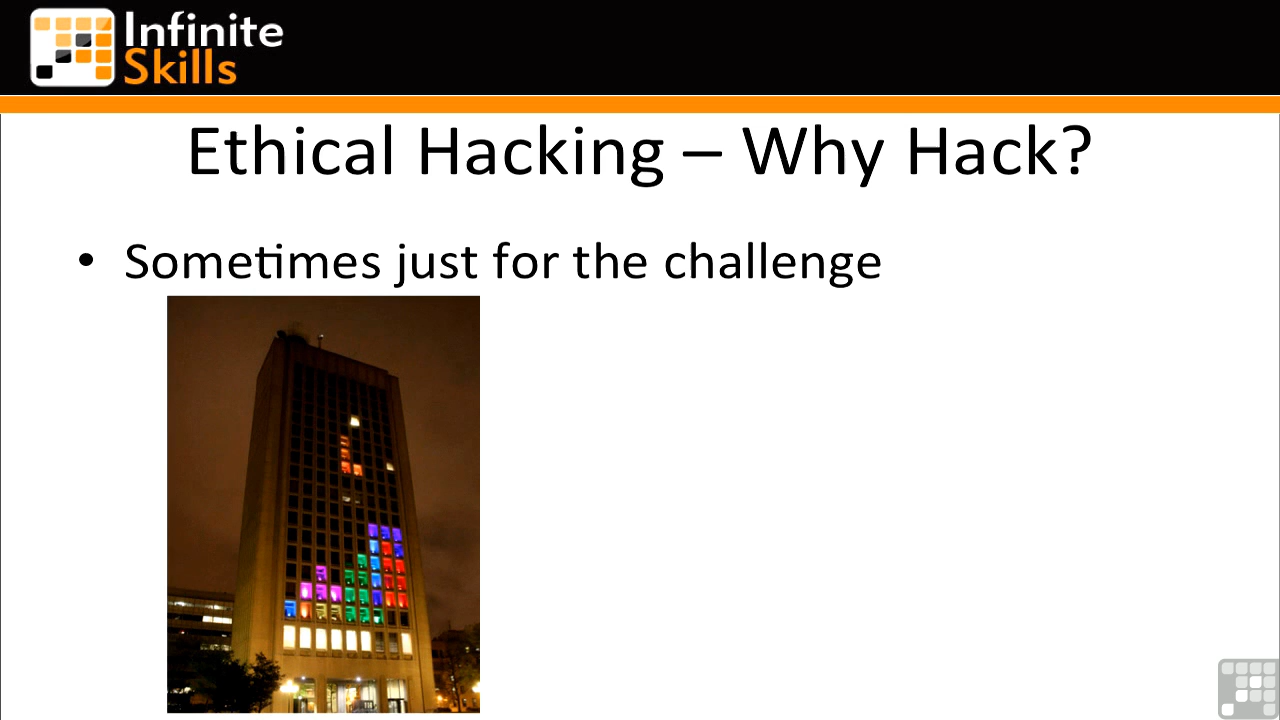 Infinite
Skills
Ethical Hacking – Why Hack?
• Sometimes just for the challenge